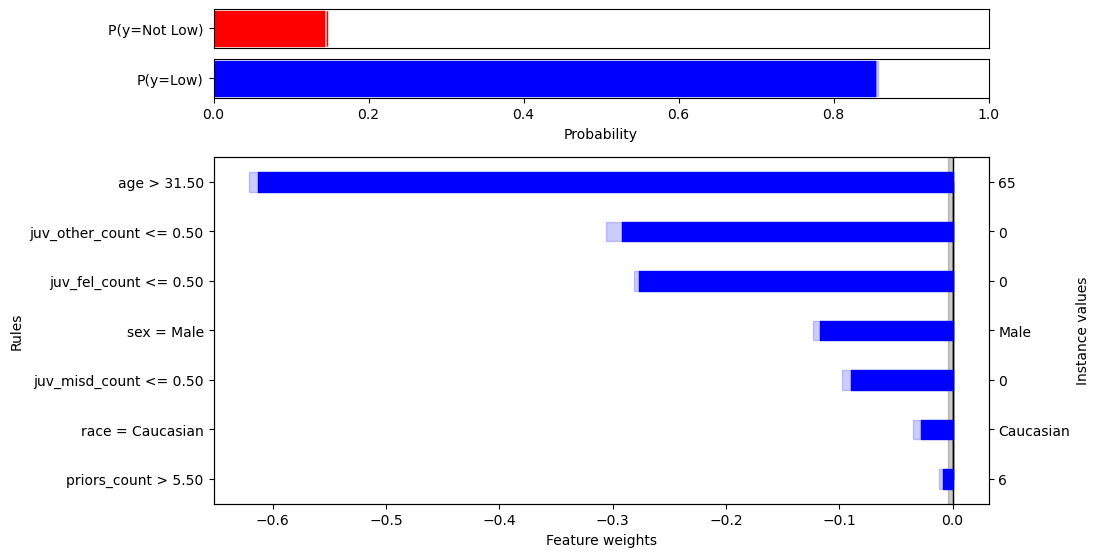 P(y=Not Low)
P(y=Low)
0.0 0.2 0.4 0.6 0.8 1.0
Probability
age > 31.50 65
juv_other_count <= 0.50 0
juv_fel_count <= 0.50 0
sex = Male Male
juv_misd_count <= 0.50 0
race = Caucasian Caucasian
priors_count > 5.50 6
Rules
Instance values
−0.6 −0.5 −0.4 −0.3 −0.2 −0.1 0.0
Feature weights